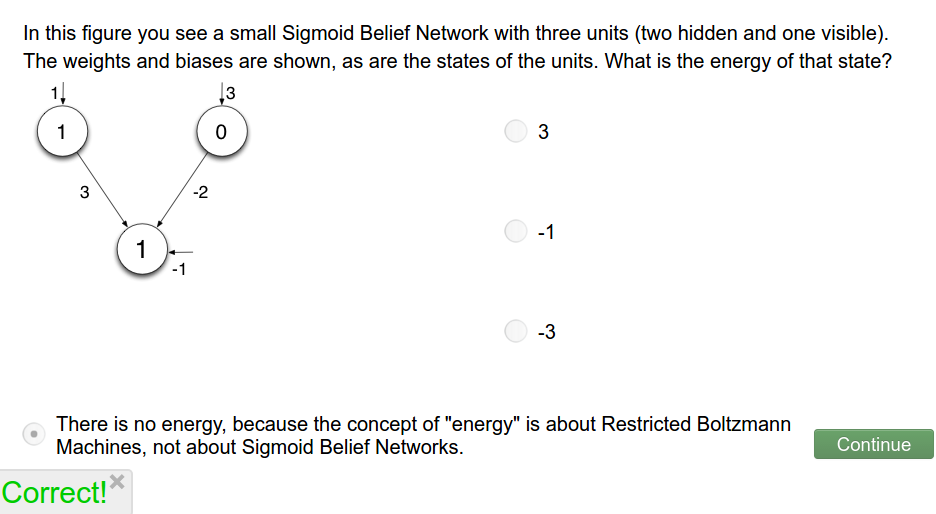 In this figure you see a small Sigmoid Belief Network with three units (two hidden and one visible).
The weights and biases are shown, as are the states of the units. What is the energy of that state?
1
3
1
0
3
3
-2
-1
1
-1
-3
There is no energy, because the concept of "energy" is about Restricted Boltzmann
Machines, not about Sigmoid Belief Networks.
Continue
Correct!